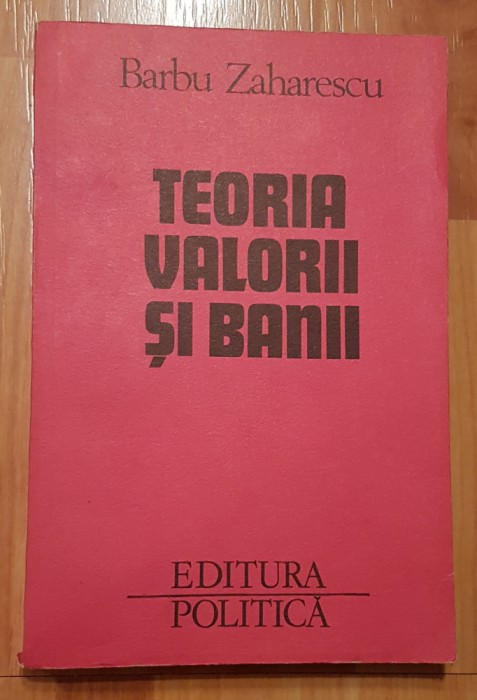 Barbu Zaharescu
TEORIA
VALORII
ȘI BANII
EDITURA
POLITICĂ